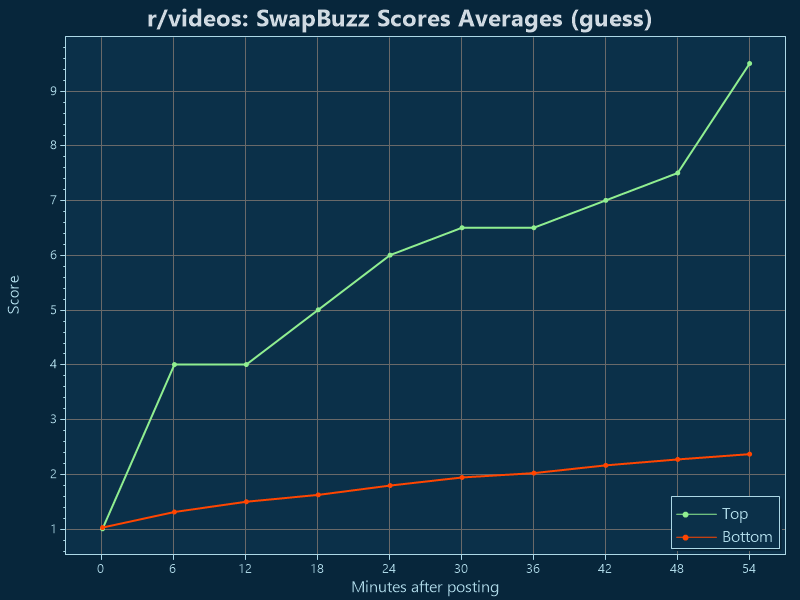 r/videos: SwapBuzz Scores Averages (guess)
9
8
7
6
5
4
3
2
1
Score
0 6 12 18 24 30 36 42 48 54
Minutes after posting
Top
Bottom